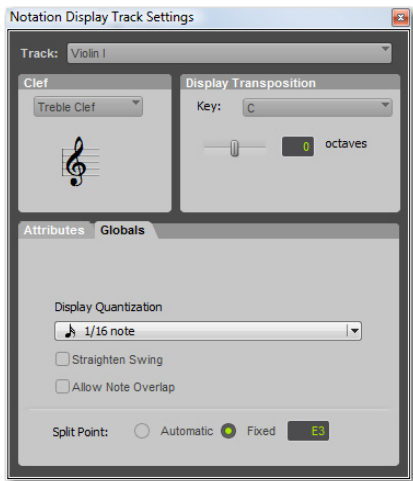 Notation Display Track Settings
Track: Violin I
Clef
Display Transposition
Treble Clef
Key: C
0 octaves
Attributes Globals
Display Quantization
1/16 note
Straighten Swing
Allow Note Overlap
Split Point: Automatic Fixed E3